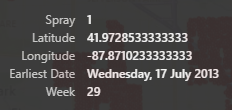 Spray 1
Latitude 41.9728533333333
Longitude -87.8710233333333
Earliest Date Wednesday, 17 July 2013
Week 29